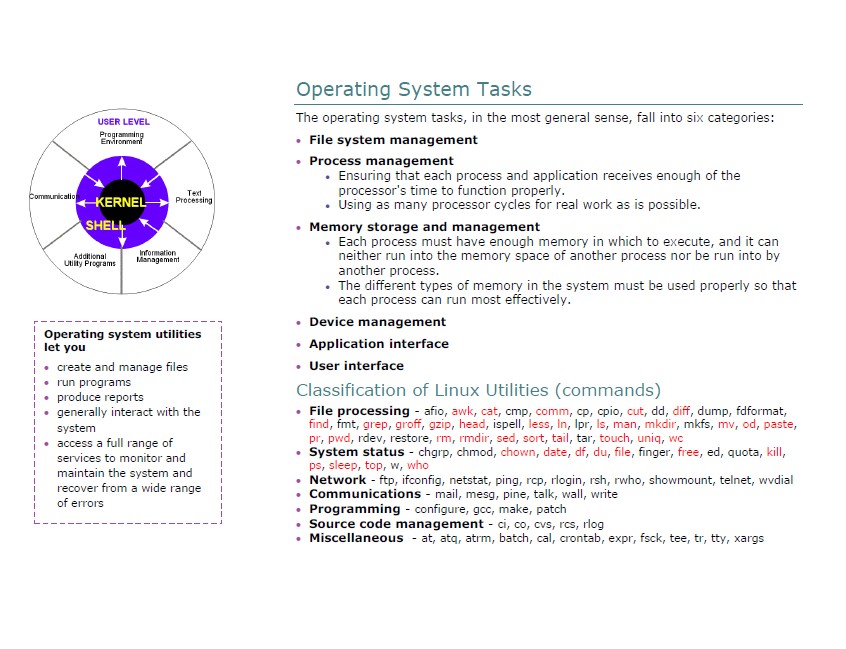 USER LEVEL
Programming
Environment
Communication
Text
Processing
KERNEL
SHELL
Additional
Utility Programs
Information
Management
Operating system utilities
let you
• create and manage files
• run programs
• produce reports
• generally interact with the
system
• access a full range of
services to monitor and
maintain the system and
recover from a wide range
of errors
Operating System Tasks
The operating system tasks, in the most general sense, fall into six categories:
• File system management
• Process management
• Ensuring that each process and application receives enough of the
processor's time to function properly.
• Using as many processor cycles for real work as is possible.
• Memory storage and management
• Each process must have enough memory in which to execute, and it can
neither run into the memory space of another process nor be run into by
another process.
• The different types of memory in the system must be used properly so that
each process can run most effectively.
• Device management
• Application interface
• User interface
Classification of Linux Utilities (commands)
• File processing - afio, awk, cat, cmp, comm, cp, cpio, cut, dd, diff, dump, fdformat,
find, fmt, grep, groff, gzip, head, ispell, less, ln, lpr, ls, man, mkdir, mkfs, mv, od, paste,
pr, pwd, rdev, restore, rm, rmdir, sed, sort, tail, tar, touch, uniq, wc
• System status - chgrp, chmod, chown, date, df, du, file, finger, free, ed, quota, kill,
ps, sleep, top, w, who
• Network - ftp, ifconfig, netstat, ping, rcp, rlogin, rsh, rwho, showmount, telnet, wvdial
• Communications - mail, mesg, pine, talk, wall, write
• Programming - configure, gcc, make, patch
• Source code management - ci, co, cvs, rcs, rlog
• Miscellaneous - at, atq, atrm, batch, cal, crontab, expr, fsck, tee, tr, tty, xargs